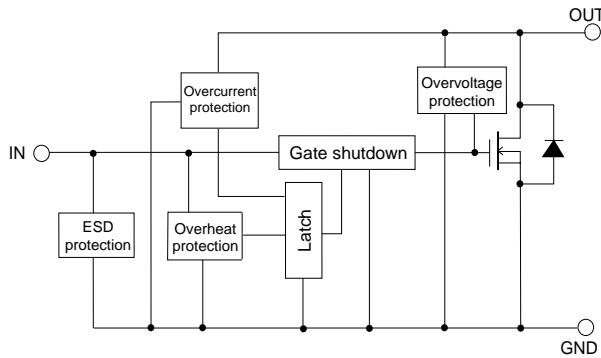 OUT
Overcurrent
protection
Overvoltage
protection
IN
Gate shutdown
ESD
protection
Overheat
protection
Latch
GND